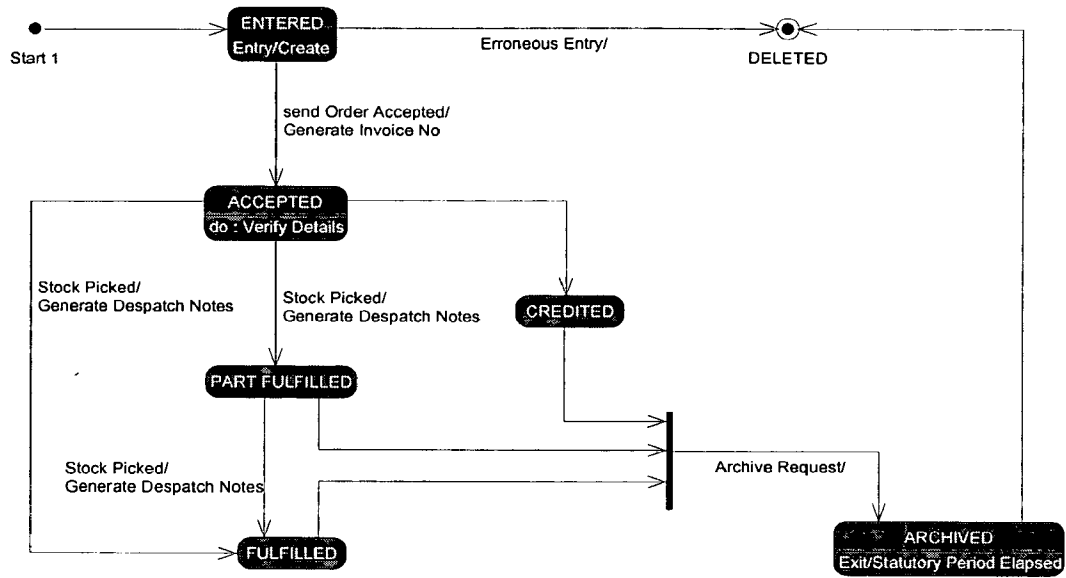 ENTERED
Entry/Create
Start 1
Erroneous Entry/
DELETED
send Order Accepted/
Generate Invoice No
ACCEPTED
do : Verify Details
Stock Picked/
Generate Despatch Notes
Stock Picked/
Generate Despatch Notes
CREDITED
PART FULFILLED
Stock Picked/
Generate Despatch Notes
Archive Request/
FULFILLED
ARCHIVED
Exit/Statutory Period Elapsed